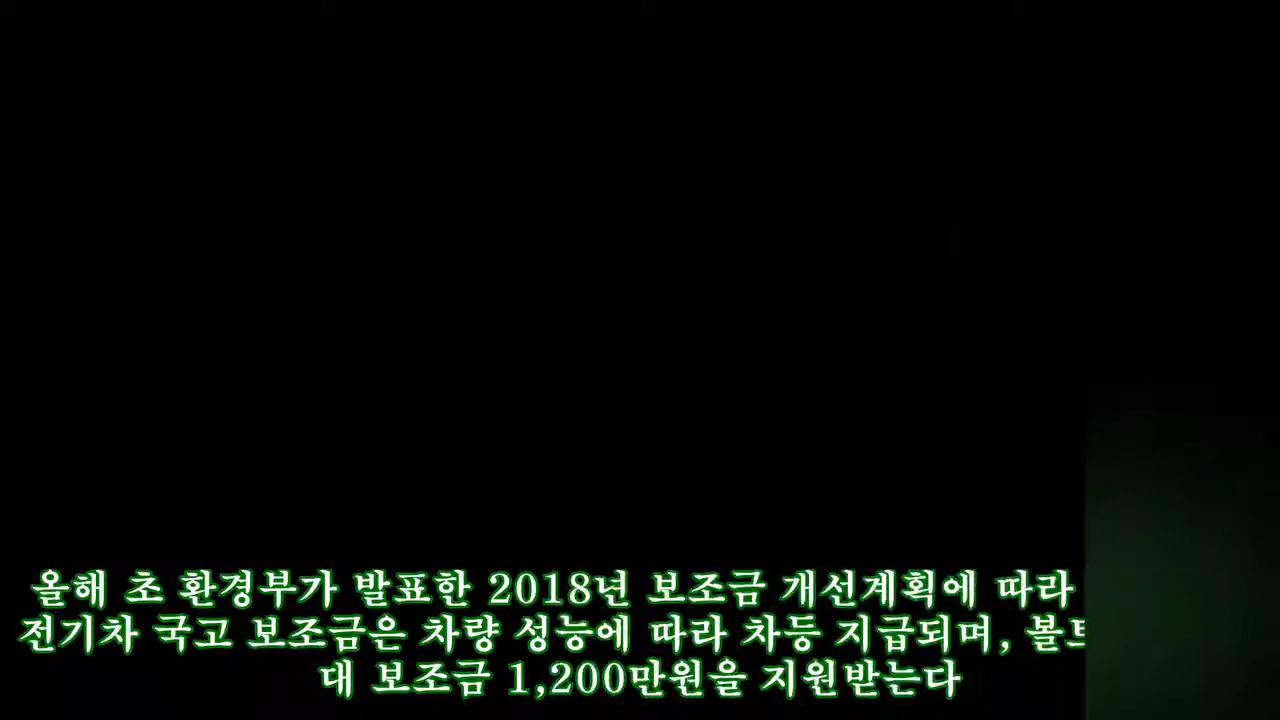 올해 초 환경부가 발표한 2018년 보조금 개선계획에 따라
전기차 국고 보조금은 차량 성능에 따라 차등 지급되며,
대 보조금 1,200만원을 지원받는다